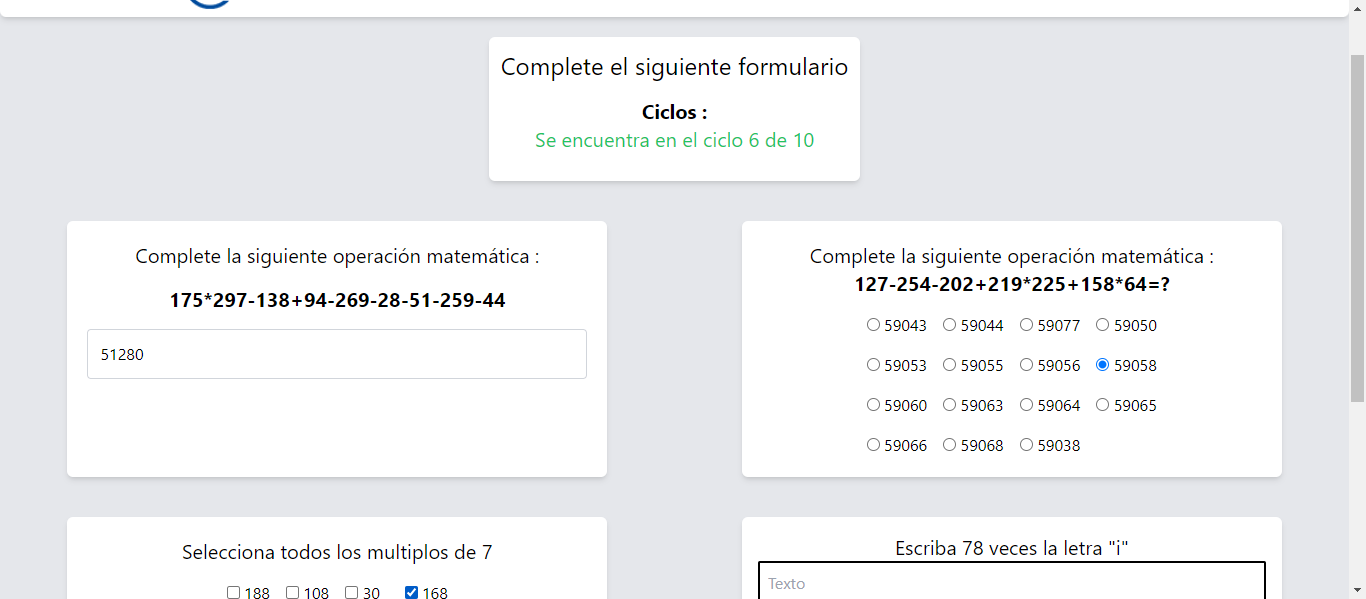 Complete el siguiente formulario
Ciclos :
Se encuentra en el ciclo 6 de 10
Complete la siguiente operación matemática :
175*297-138+94-269-28-51-259-44
51280
Complete la siguiente operación matemática :
127-254-202+219*225+158*64=?
59043 59044 59077 59050
59053 59055 59056 59058
59060 59063 59064 59065
59066 59068 59038
Selecciona todos los multiplos de 7
188 108 30 168
Escriba 78 veces la letra "i"
Texto